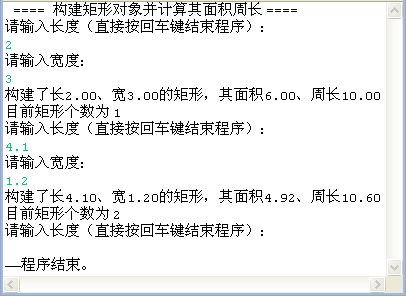 ==== 构建矩形对象并计算其面积周长 ====
请输入长度（直接按回车键结束程序）：
2
请输入宽度：
3
构建了长2.00、宽3.00的矩形，其面积6.00、周长10.00
目前矩形个数为1
请输入长度（直接按回车键结束程序）：
4.1
请输入宽度：
1.2
构建了长4.10、宽1.20的矩形，其面积4.92、周长10.60
目前矩形个数为2
请输入长度（直接按回车键结束程序）：
—程序结束。